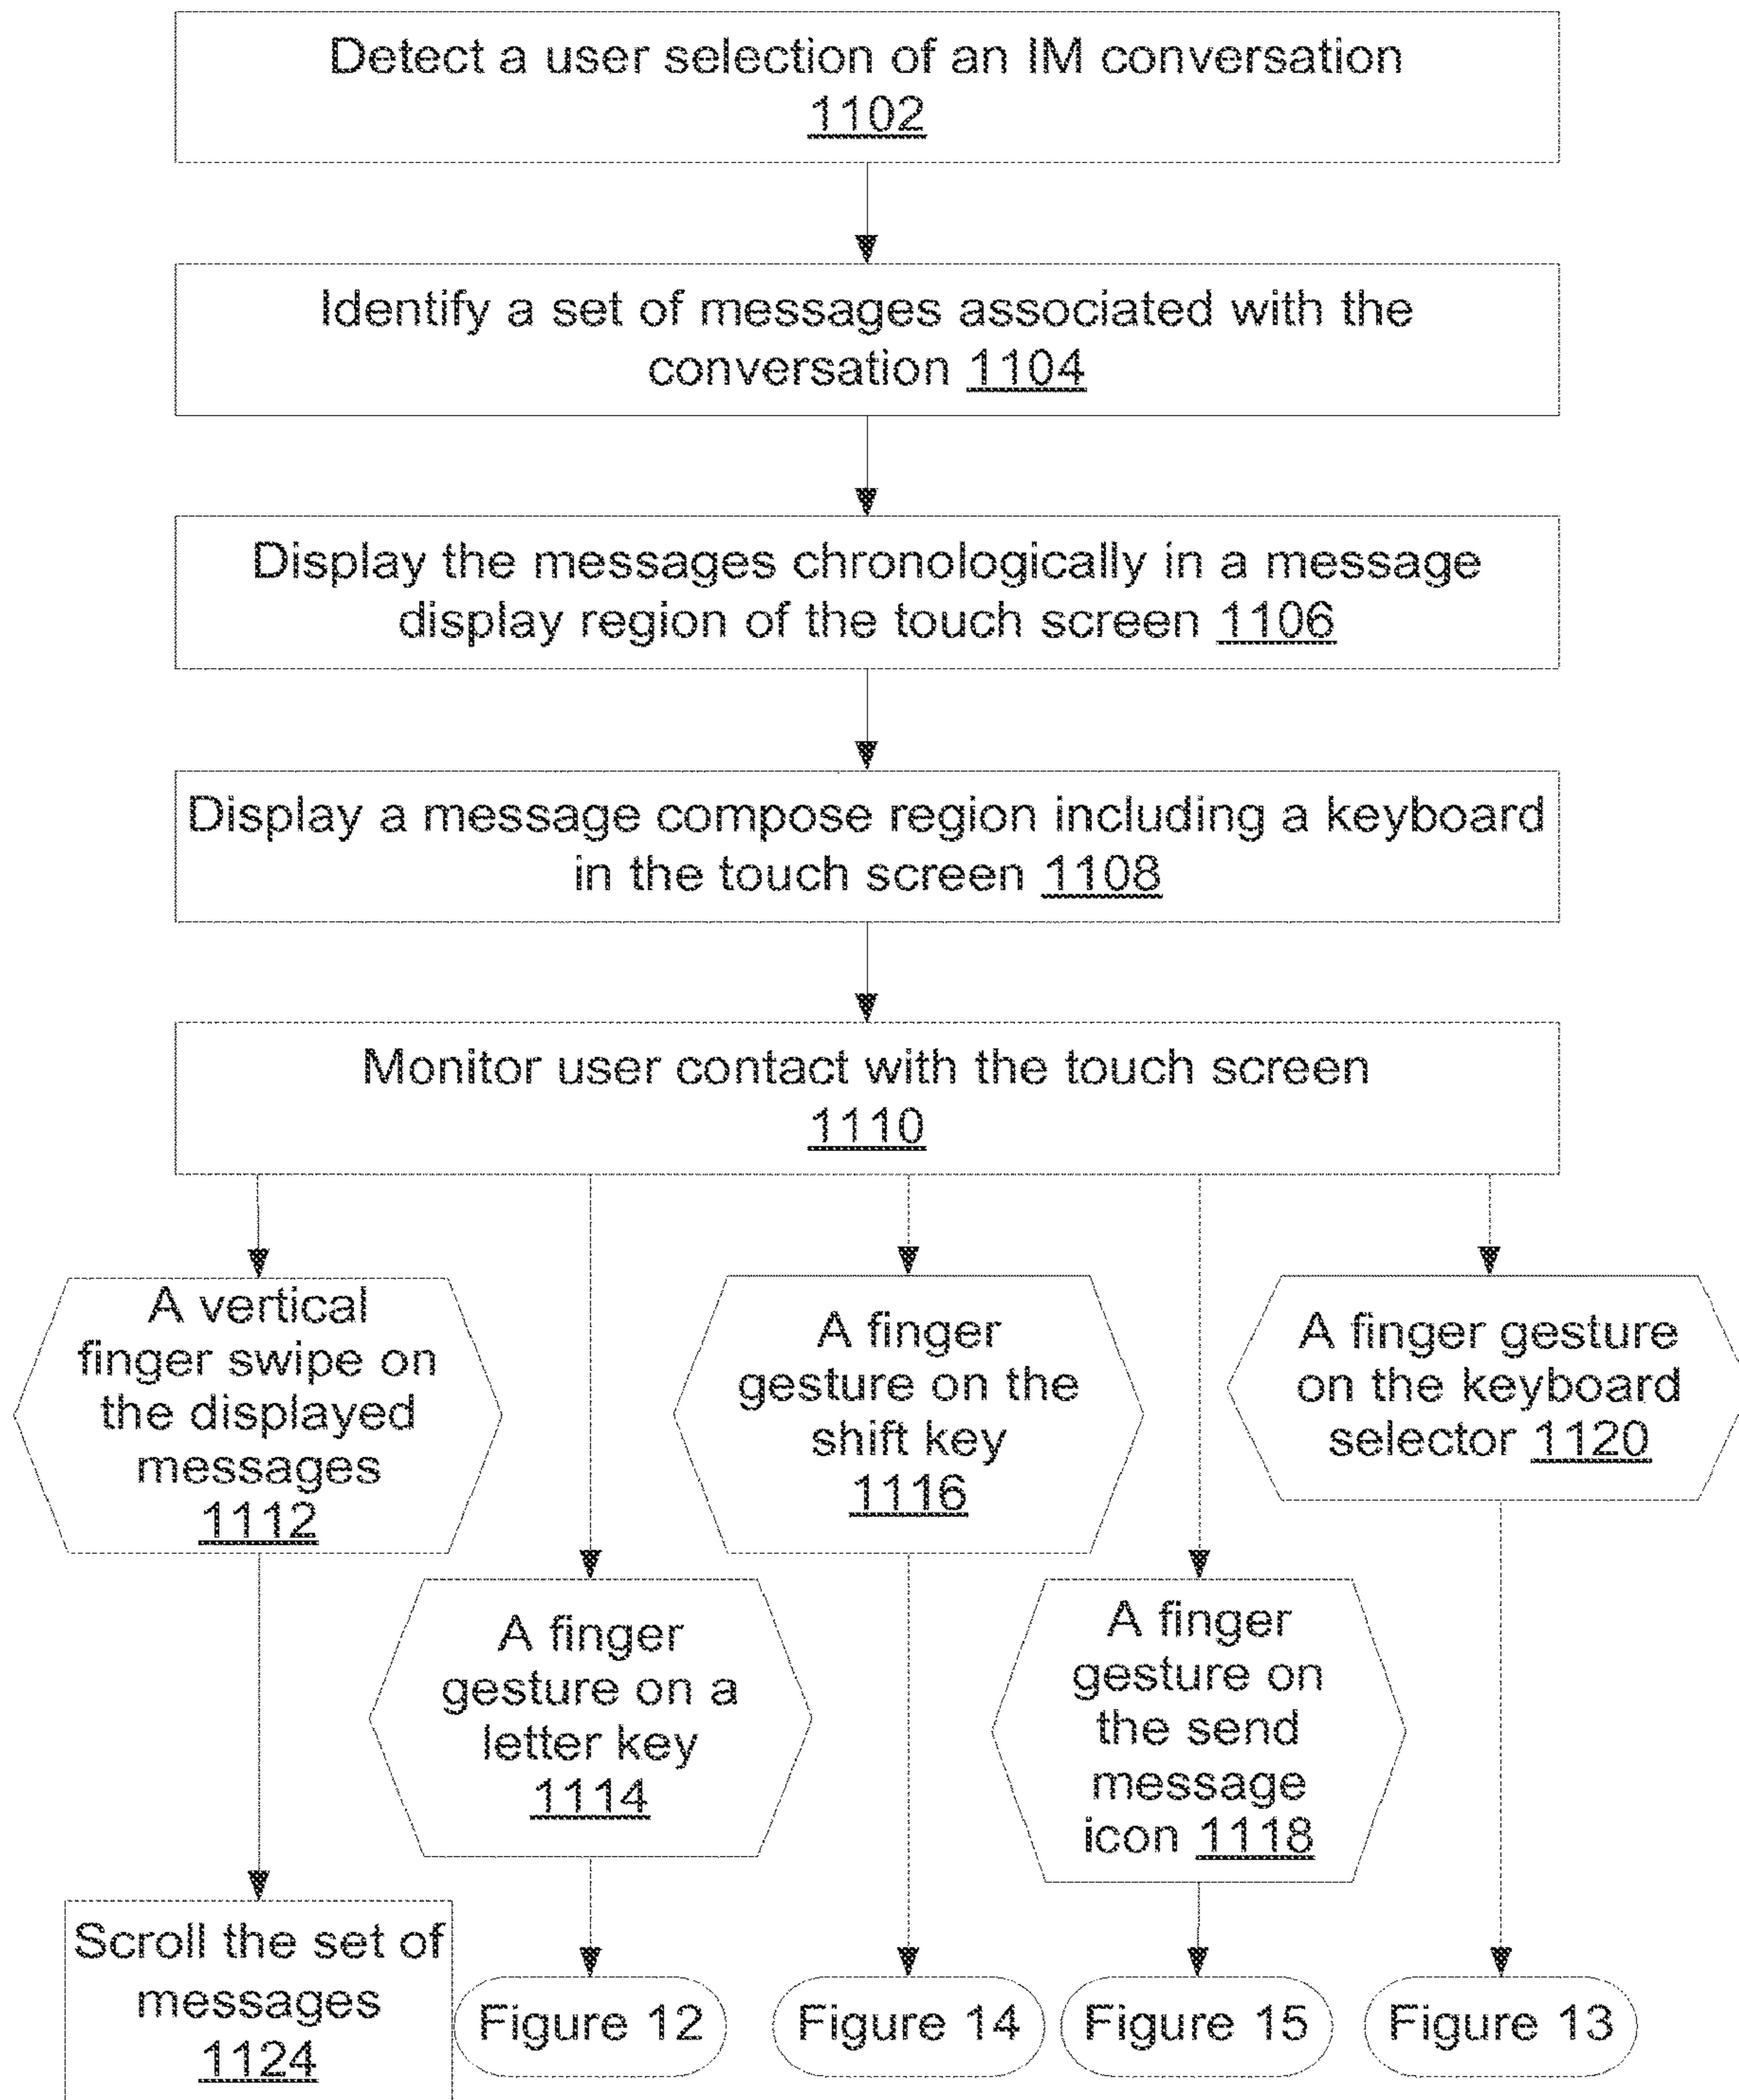 Detect a user selection of an IM conversation
1102
Identify a set of messages associated with the
conversation 1104
Display the messages chronologically in a message
display region of the touch screen 1106
Display a message compose region including a keyboard
in the touch screen 1108
Monitor user contact with the touch screen
1110
A vertical
finger swipe on
the displayed
messages
1112
A finger
gesture on a
letter key
1114
A finger
gesture on the
shift key
1116
A finger
gesture on
the send
message
icon 1118
A finger gesture
on the keyboard
selector 1120
Scroll the set of
messages
1124
Figure 12
Figure 14
Figure 15
Figure 13